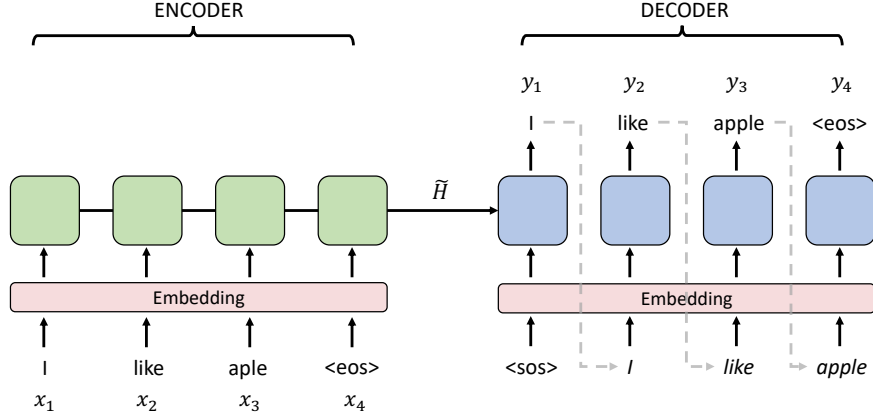 ENCODER DECODER
y₁ y₂ y₃ y₄
I like apple <eos>
H̃
Embedding Embedding
I like aple <eos> <sos> I like apple
x₁ x₂ x₃ x₄